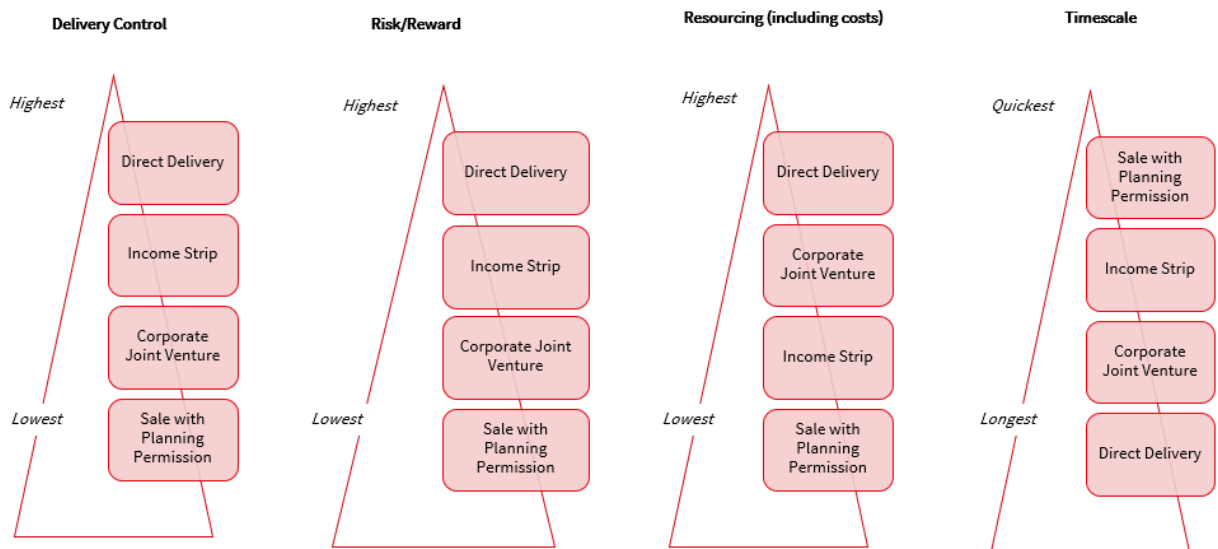 Delivery Control
Highest
Direct Delivery
Income Strip
Corporate
Joint Venture
Lowest
Sale with
Planning
Permission
Risk/Reward
Highest
Direct Delivery
Income Strip
Corporate Joint
Venture
Lowest
Sale with
Planning
Permission
Resourcing (including costs)
Highest
Direct Delivery
Corporate
Joint Venture
Income Strip
Lowest
Sale with
Planning
Permission
Timescale
Quickest
Sale with
Planning
Permission
Income Strip
Corporate
Joint Venture
Longest
Direct Delivery